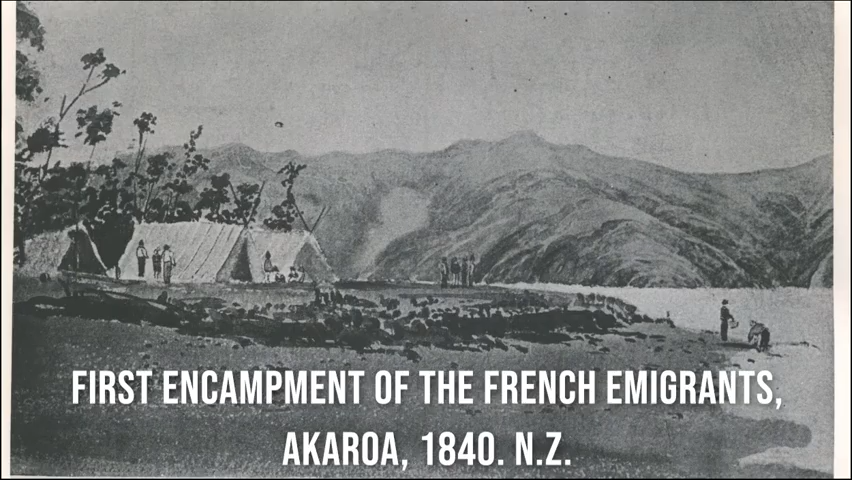 FIRST ENCAMPMENT OF THE FRENCH EMIGRANTS,
AKAROA, 1840. N.Z.